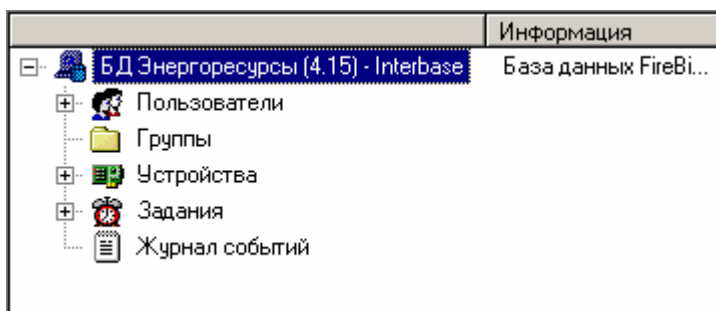 Информация
БД Энергоресурсы (4.15) - Interbase База данных FireBi...
Пользователи
Группы
Устройства
Задания
Журнал событий